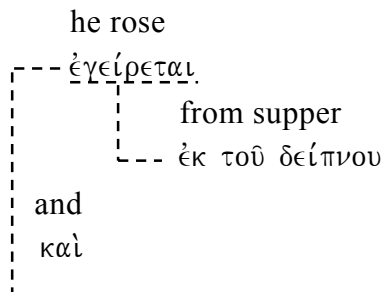 he rose
ἐγείρεται
from supper
ἐκ τοῦ δείπνου
and
καὶ